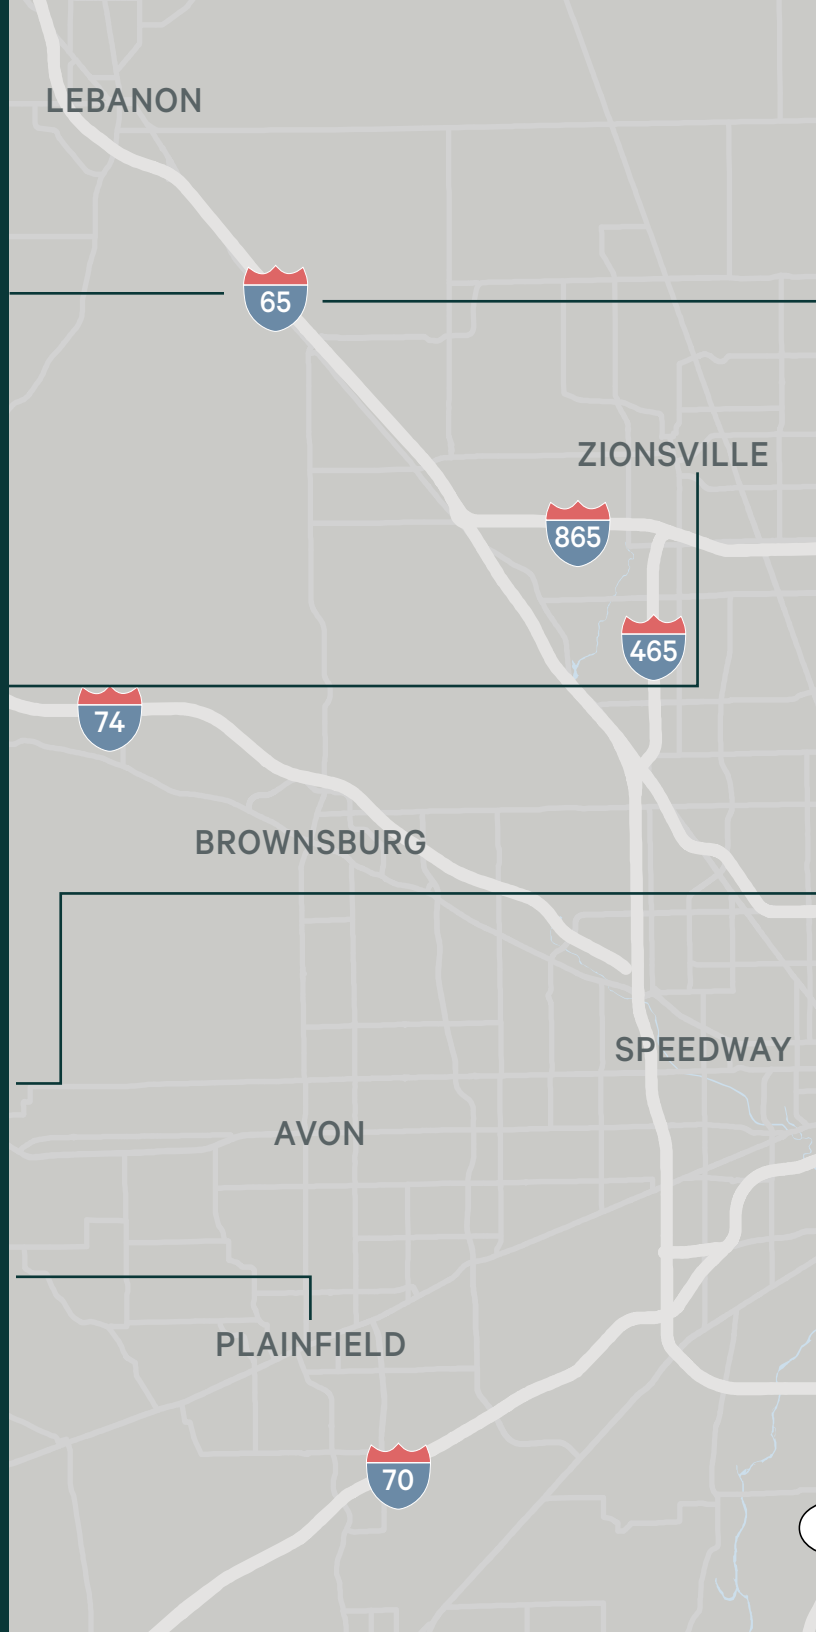 LEBANON
65
ZIONSVILLE
865
465
74
BROWNSBURG
SPEEDWAY
AVON
PLAINFIELD
70